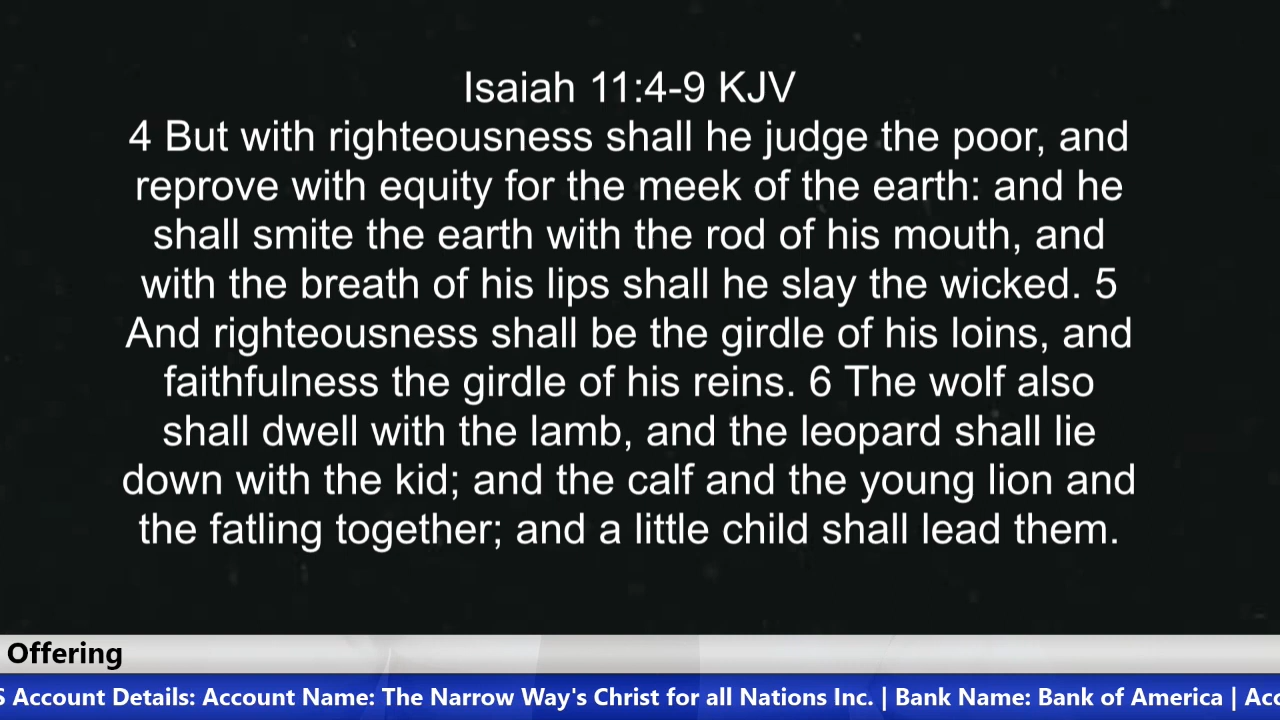 Isaiah 11:4-9 KJV
4 But with righteousness shall he judge the poor, and
reprove with equity for the meek of the earth: and he
shall smite the earth with the rod of his mouth, and
with the breath of his lips shall he slay the wicked. 5
And righteousness shall be the girdle of his loins, and
faithfulness the girdle of his reins. 6 The wolf also
shall dwell with the lamb, and the leopard shall lie
down with the kid; and the calf and the young lion and
the fatling together; and a little child shall lead them.
Offering
S Account Details: Account Name: The Narrow Way's Christ for all Nations Inc. | Bank Name: Bank of America |